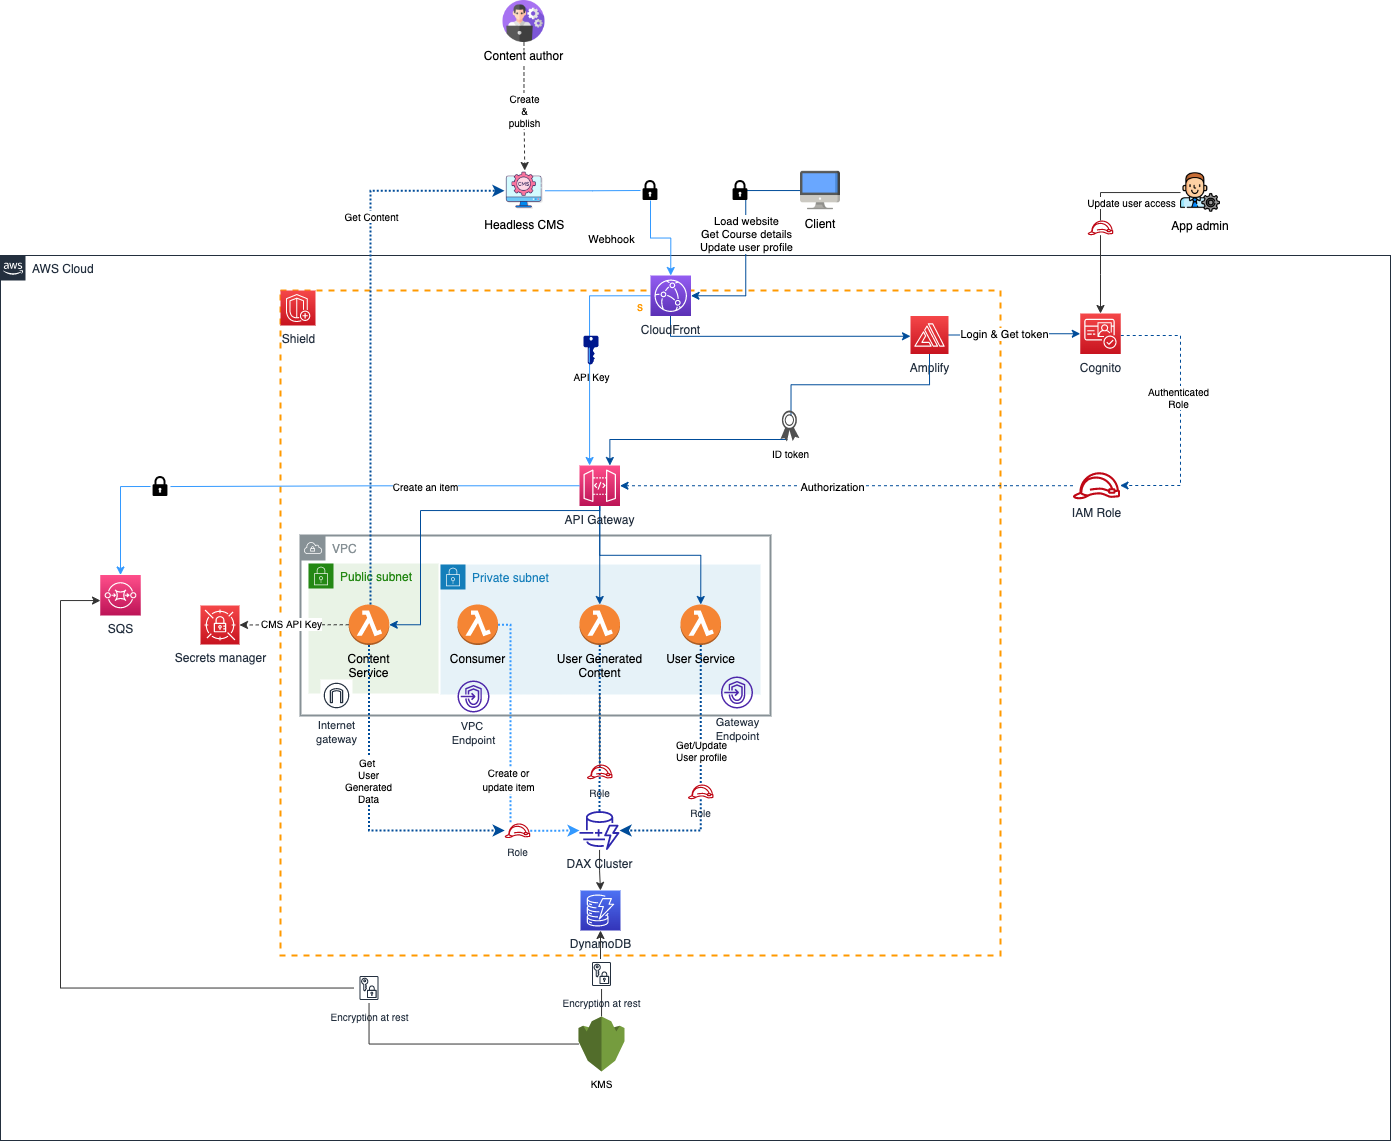 Content author
Create
&
publish
CMS
Headless CMS
Get Content
Webhook
Load website
Get Course details
Update user profile
Client
Update user access
App admin
aws
AWS Cloud
Shield
S
CloudFront
API Key
Amplify
Login & Get token
Cognito
Authenticated
Role
ID token
Create an item
API Gateway
Authorization
IAM Role
VPC
Public subnet
Private subnet
SQS
Secrets manager
CMS API Key
Content
Service
Consumer
User Generated
Content
User Service
Internet
gateway
VPC
Endpoint
Gateway
Endpoint
Get
User
Generated
Data
Create or
update item
Get/Update
User profile
Role
Role
Role
DAX Cluster
DynamoDB
Encryption at rest
Encryption at rest
KMS